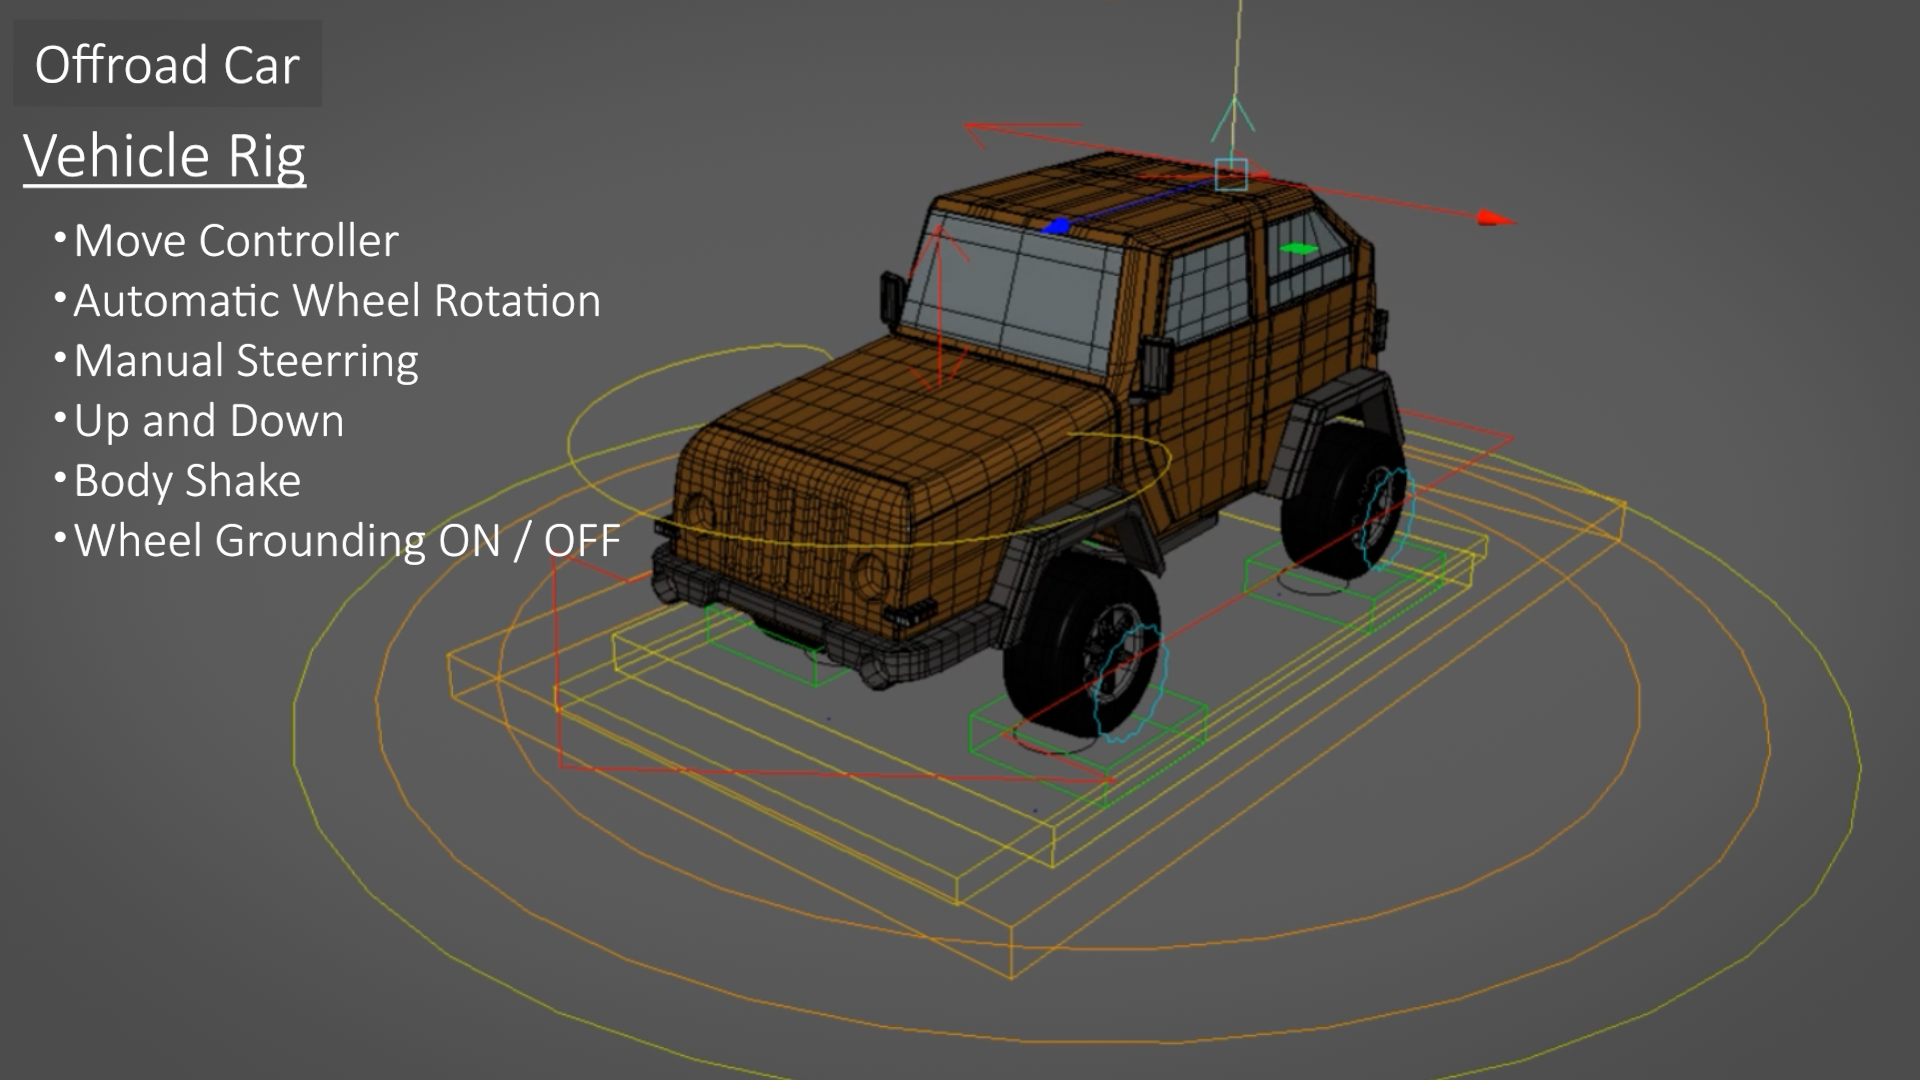 Offroad Car
Vehicle Rig
•Move Controller
•Automatic Wheel Rotation
•Manual Steerring
•Up and Down
•Body Shake
•Wheel Grounding ON / OFF